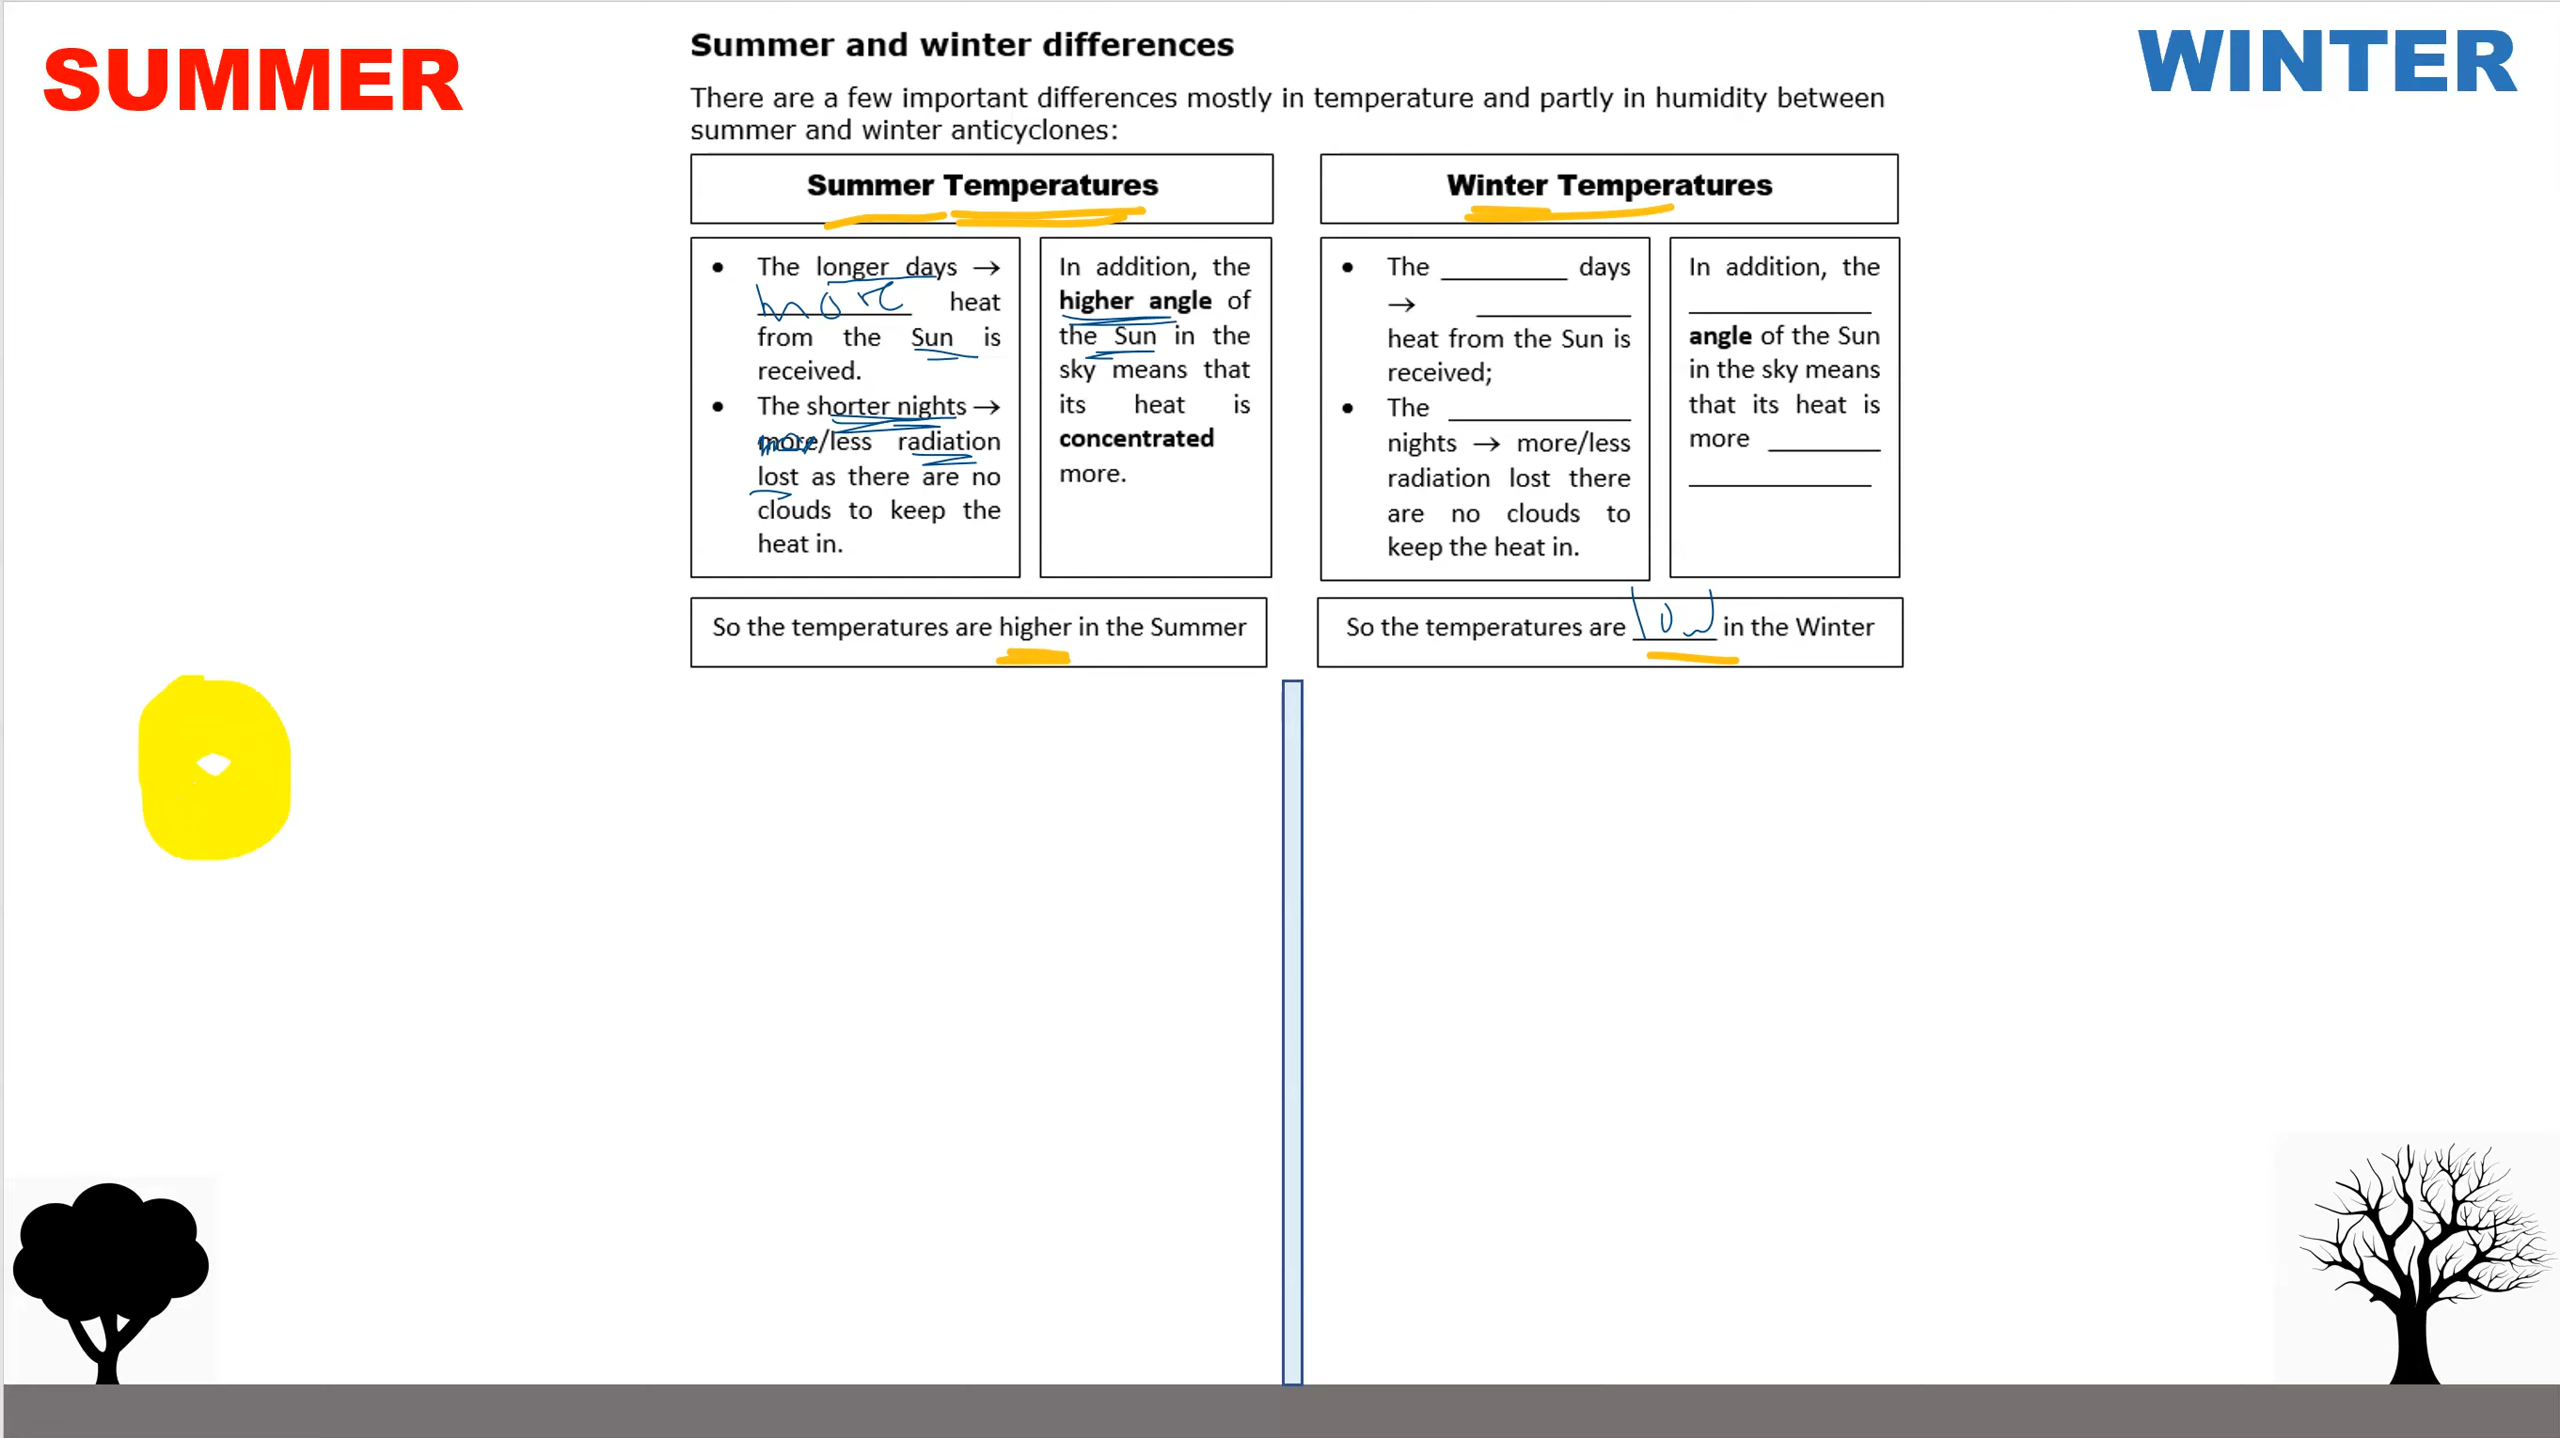 SUMMER
WINTER
Summer and winter differences
There are a few important differences mostly in temperature and partly in humidity between
summer and winter anticyclones:
Summer Temperatures
• The longer days →
more heat
from the Sun is
received.
• The shorter nights →
more/less radiation
lost as there are no
clouds to keep the
heat in.
In addition, the
higher angle of
the Sun in the
sky means that
its heat is
concentrated
more.
So the temperatures are higher in the Summer
Winter Temperatures
• The __________ days
→ __________
heat from the Sun is
received;
• The __________
nights → more/less
radiation lost there
are no clouds to
keep the heat in.
In addition, the
__________
angle of the Sun
in the sky means
that its heat is
more __________
__________
So the temperatures are low in the Winter